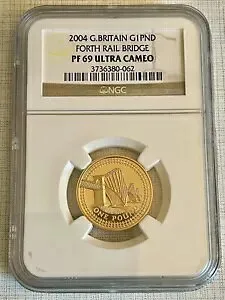 2004 G.BRITAIN G1PND
FORTH RAIL BRIDGE
PF 69 ULTRA CAMEO
3736380-062
NGC
ONE POUND